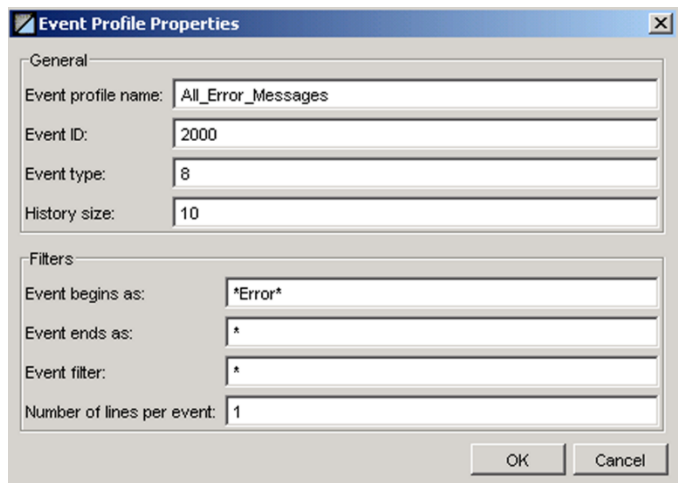 Event Profile Properties
General
Event profile name: All_Error_Messages
Event ID: 2000
Event type: 8
History size: 10
Filters
Event begins as: *Error*
Event ends as: *
Event filter: *
Number of lines per event: 1
OK Cancel